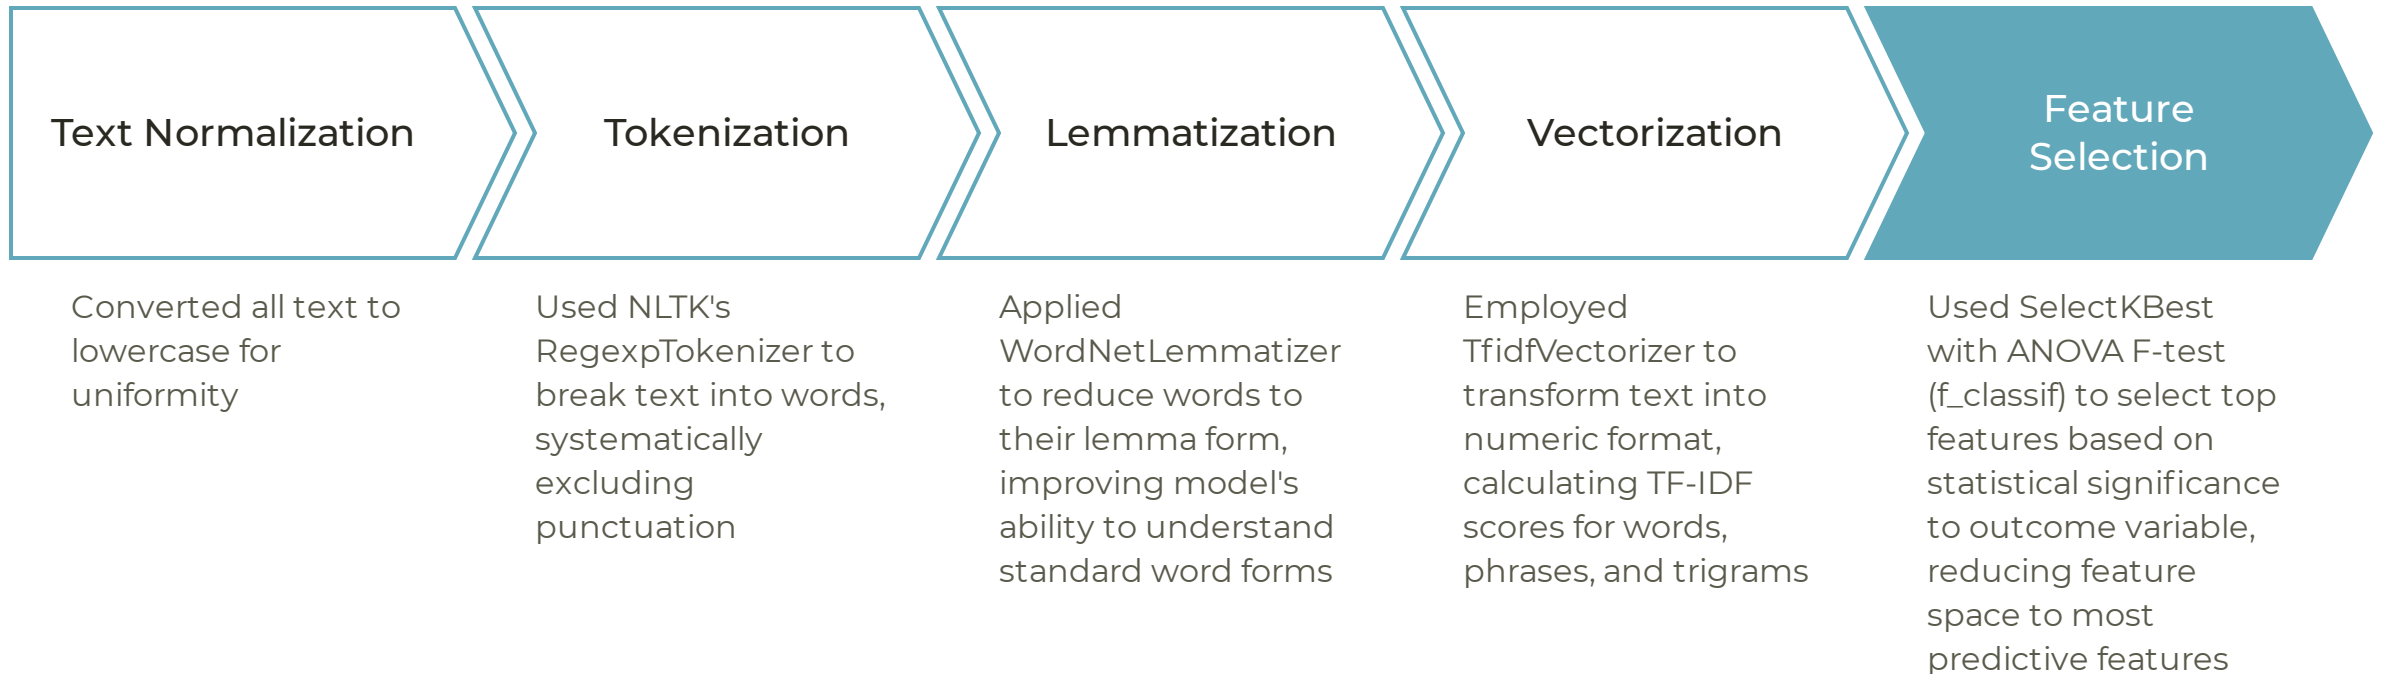 Text Normalization
Tokenization
Lemmatization
Vectorization
Feature
Selection
Converted all text to
lowercase for
uniformity
Used NLTK's
RegexpTokenizer to
break text into words,
systematically
excluding
punctuation
Applied
WordNetLemmatizer
to reduce words to
their lemma form,
improving model's
ability to understand
standard word forms
Employed
TfidfVectorizer to
transform text into
numeric format,
calculating TF-IDF
scores for words,
phrases, and trigrams
Used SelectKBest
with ANOVA F-test
(f_classif) to select top
features based on
statistical significance
to outcome variable,
reducing feature
space to most
predictive features